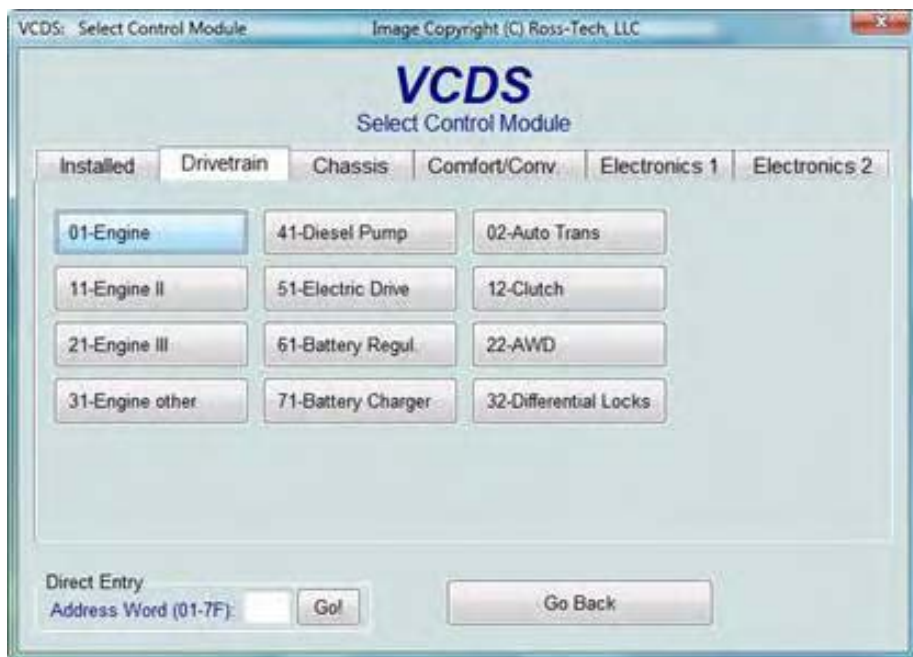 VCDS: Select Control Module Image Copyright (C) Ross-Tech, LLC
VCDS
Select Control Module
Installed Drivetrain Chassis Comfort/Conv. Electronics 1 Electronics 2
01-Engine 41-Diesel Pump 02-Auto Trans
11-Engine II 51-Electric Drive 12-Clutch
21-Engine III 61-Battery Regul. 22-AWD
31-Engine other 71-Battery Charger 32-Differential Locks
Direct Entry
Address Word (01-7F): Go! Go Back